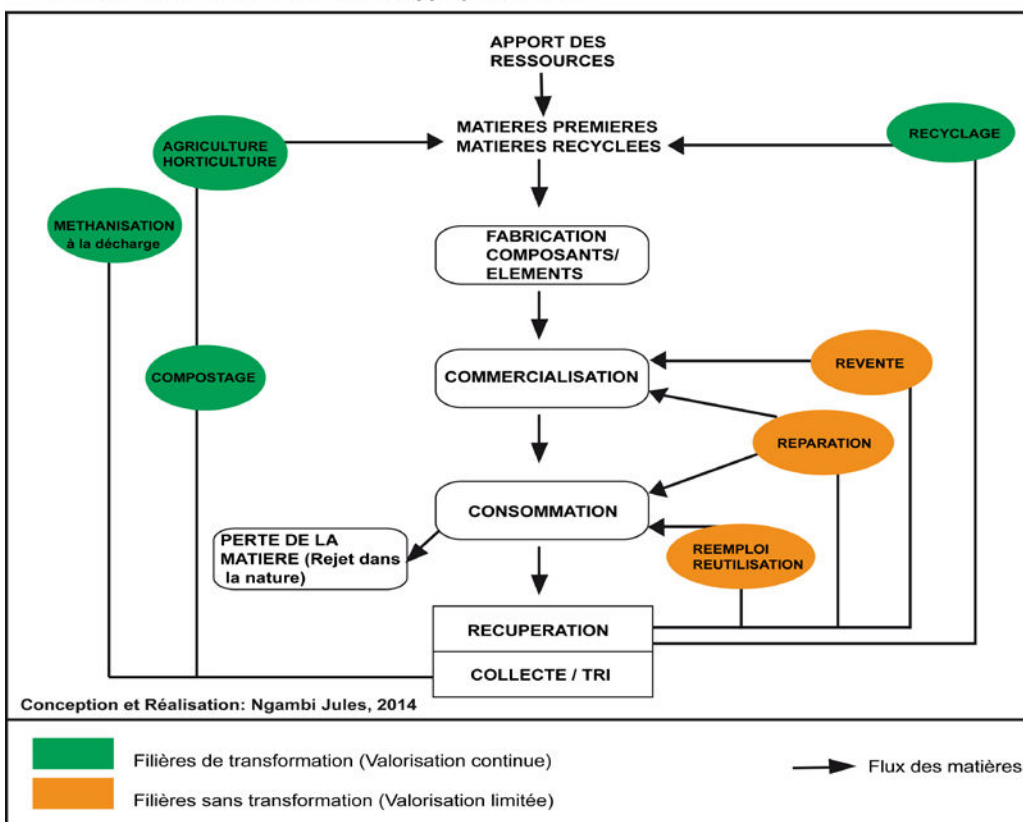 APPORT DES
RESSOURCES
MATIERES PREMIERES
MATIERES RECYCLEES
AGRICULTURE
HORTICULTURE
RECYCLAGE
METHANISATION
à la décharge
FABRICATION
COMPOSANTS/
ELEMENTS
COMPOSTAGE
COMMERCIALISATION
REVENTE
REPARATION
CONSOMMATION
PERTE DE LA
MATIERE (Rejet dans
la nature)
REEMPLOI
REUTILISATION
RECUPERATION
COLLECTE / TRI
Conception et Réalisation: Ngambi Jules, 2014
Filières de transformation (Valorisation continue)
Filières sans transformation (Valorisation limitée)
Flux des matières